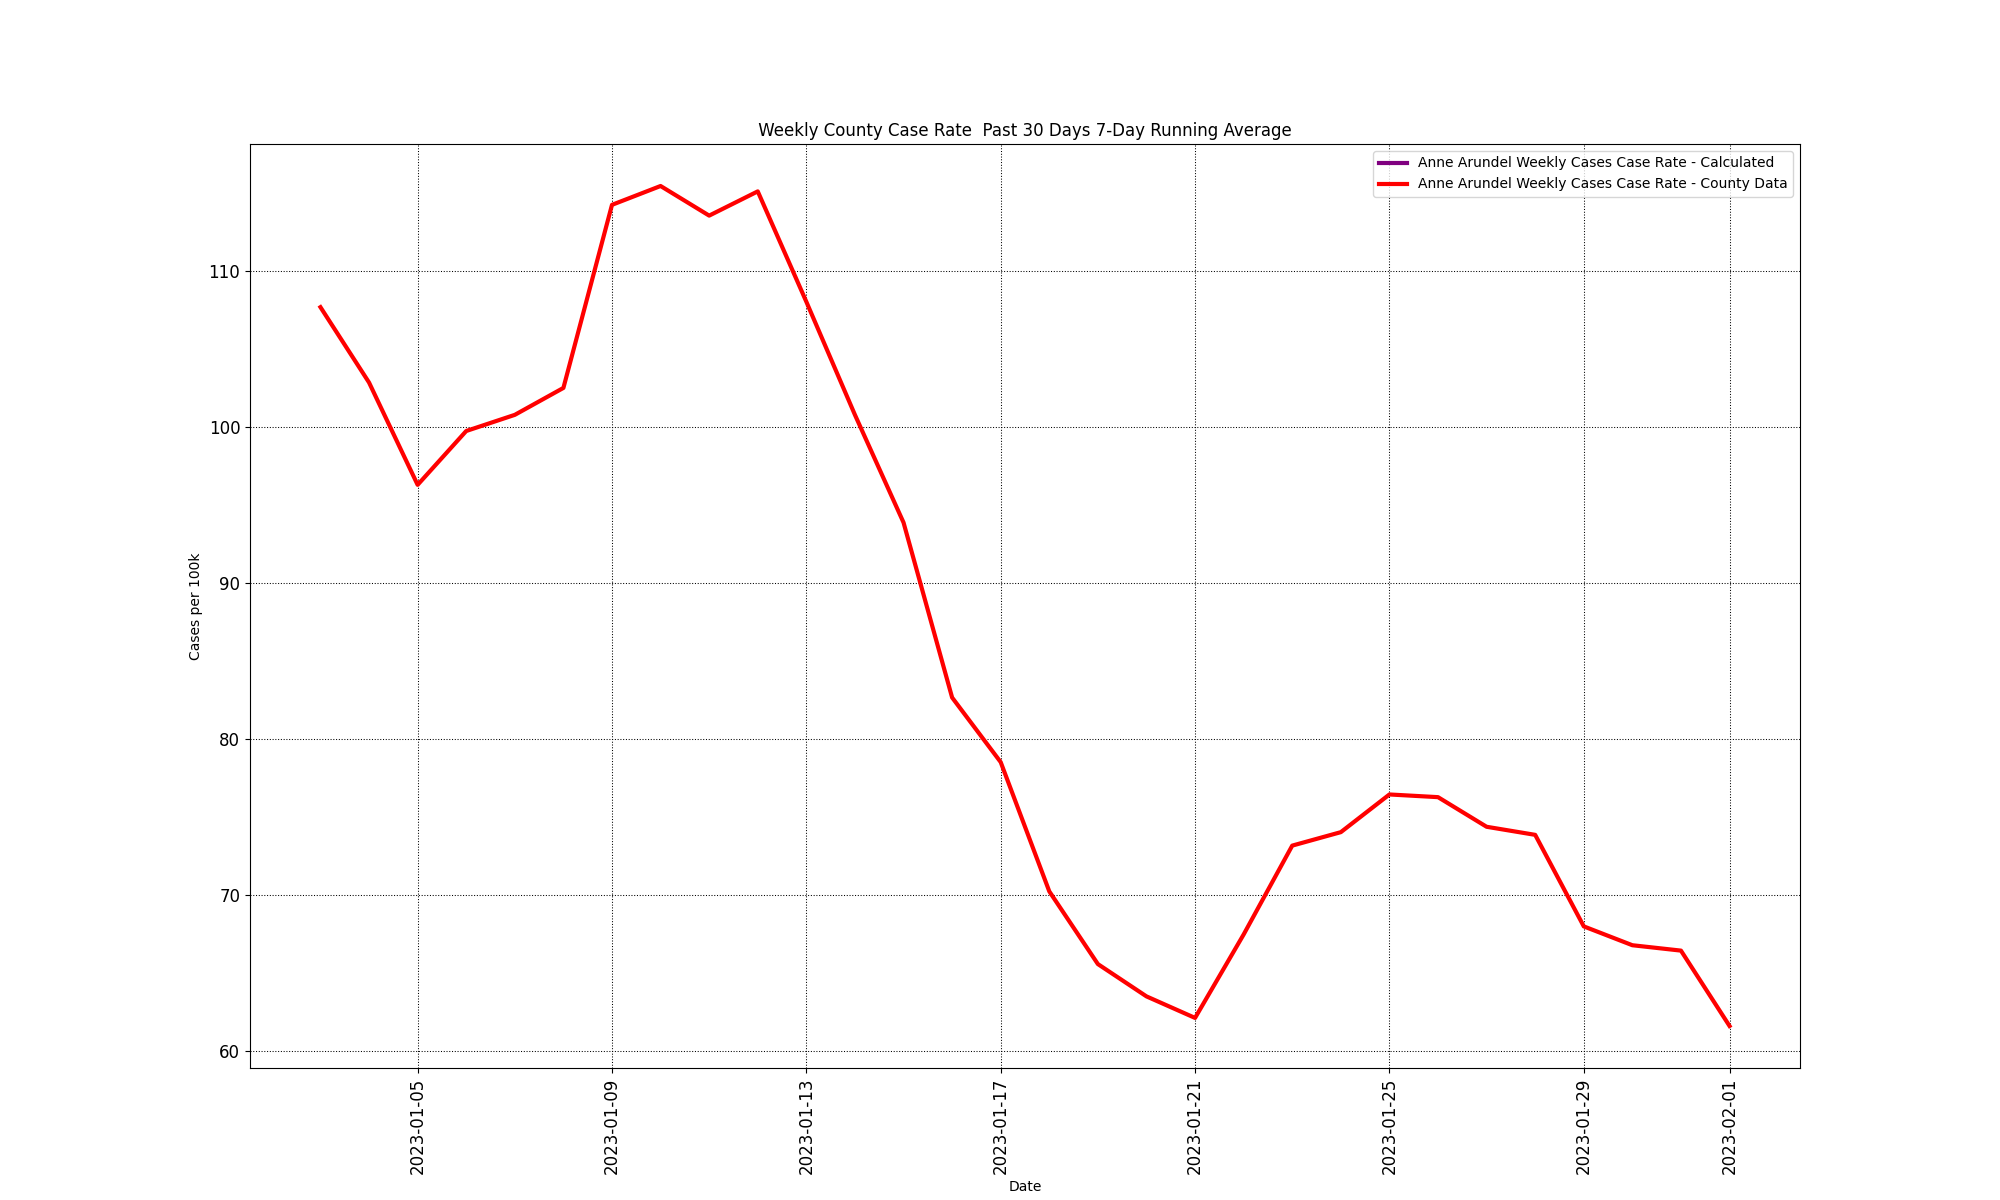 Weekly County Case Rate  Past 30 Days 7-Day Running Average
Anne Arundel Weekly Cases Case Rate - Calculated
Anne Arundel Weekly Cases Case Rate - County Data
Cases per 100k
110
100
90
80
70
60
2023-01-05
2023-01-09
2023-01-13
2023-01-17
2023-01-21
2023-01-25
2023-01-29
2023-02-01
Date